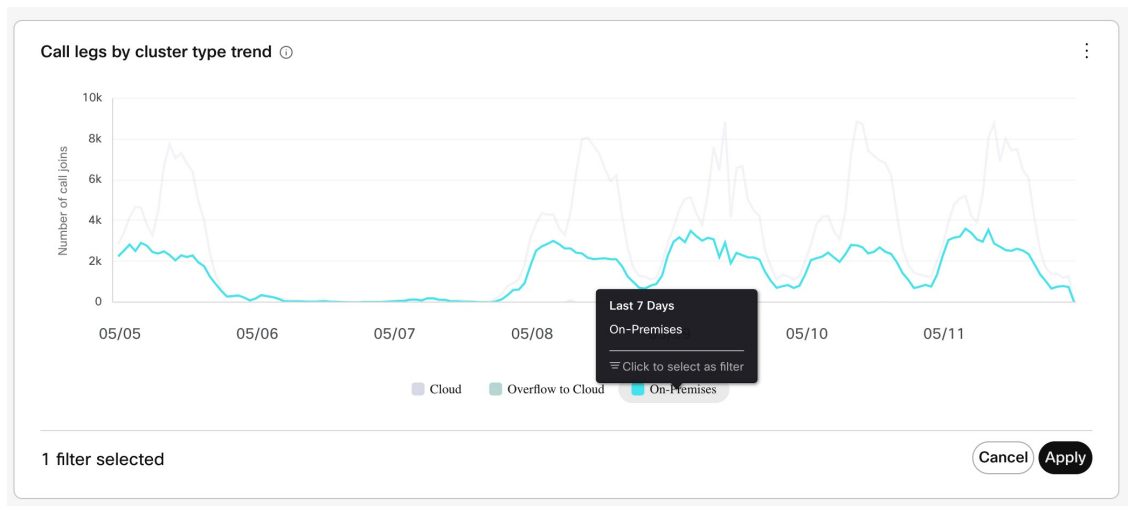 Call legs by cluster type trend
10k
8k
6k
4k
2k
0
Number of call joins
05/05 05/06 05/07 05/08 05/10 05/11
Last 7 Days
On-Premises
Click to select as filter
Cloud Overflow to Cloud On-Premises
1 filter selected
Cancel Apply